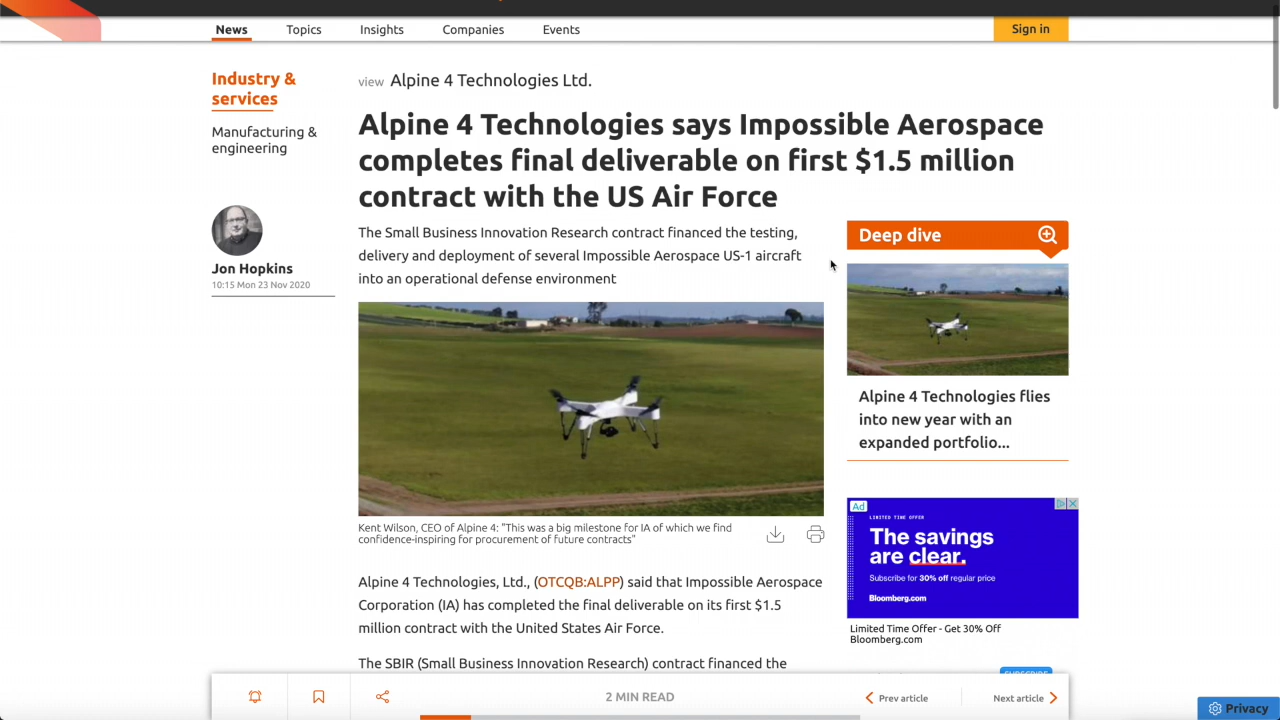 News
Topics
Insights
Companies
Events
Sign in
Industry &
services
Manufacturing &
engineering
Jon Hopkins
10:15 Mon 23 Nov 2020
view Alpine 4 Technologies Ltd.
Alpine 4 Technologies says Impossible Aerospace
completes final deliverable on first $1.5 million
contract with the US Air Force
The Small Business Innovation Research contract financed the testing,
delivery and deployment of several Impossible Aerospace US-1 aircraft
into an operational defense environment
Kent Wilson, CEO of Alpine 4: "This was a big milestone for IA of which we find
confidence-inspiring for procurement of future contracts"
Alpine 4 Technologies, Ltd., (OTCQB:ALPP) said that Impossible Aerospace
Corporation (IA) has completed the final deliverable on its first $1.5
million contract with the United States Air Force.
The SBIR (Small Business Innovation Research) contract financed the
Deep dive
Alpine 4 Technologies flies
into new year with an
expanded portfolio...
Ad
LIMITED TIME OFFER
The savings
are clear.
Subscribe for 30% off regular price
Bloomberg.com
Limited Time Offer - Get 30% Off
Bloomberg.com
SUBSCRIBE
2 MIN READ
Prev article
Next article
Privacy